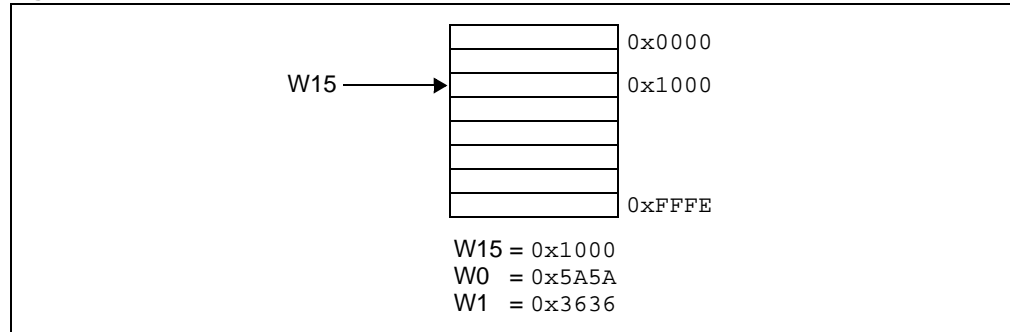 0x0000
W15 0x1000
0xFFFE
W15 = 0x1000
W0 = 0x5A5A
W1 = 0x3636